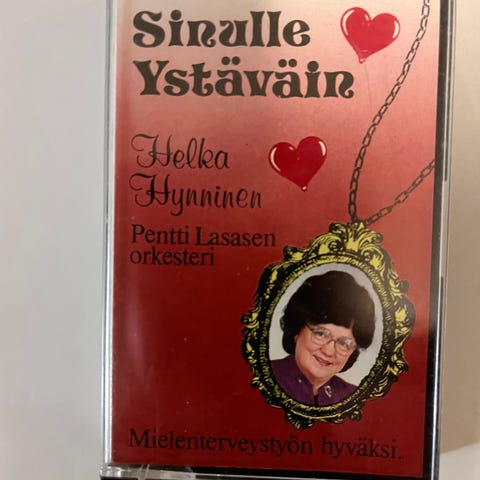 Sinulle
Ystäväin
Helka
Hynninen
Pentti Lasasen
orkesteri
Mielenterveystyön hyväksi.